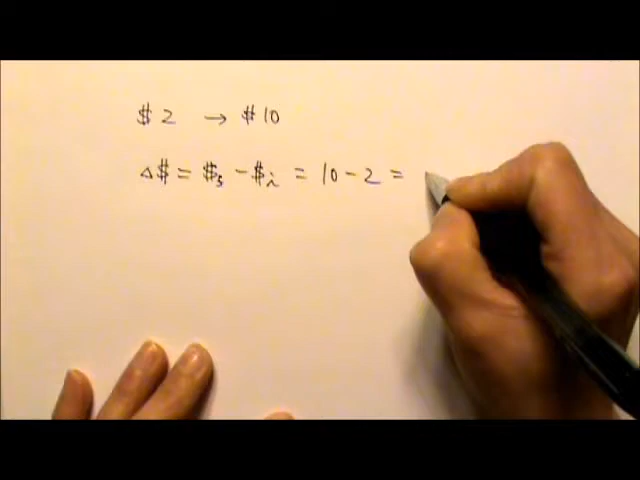 $ 2 → $ 10
Δ$ = $f - $i = 10 - 2 =